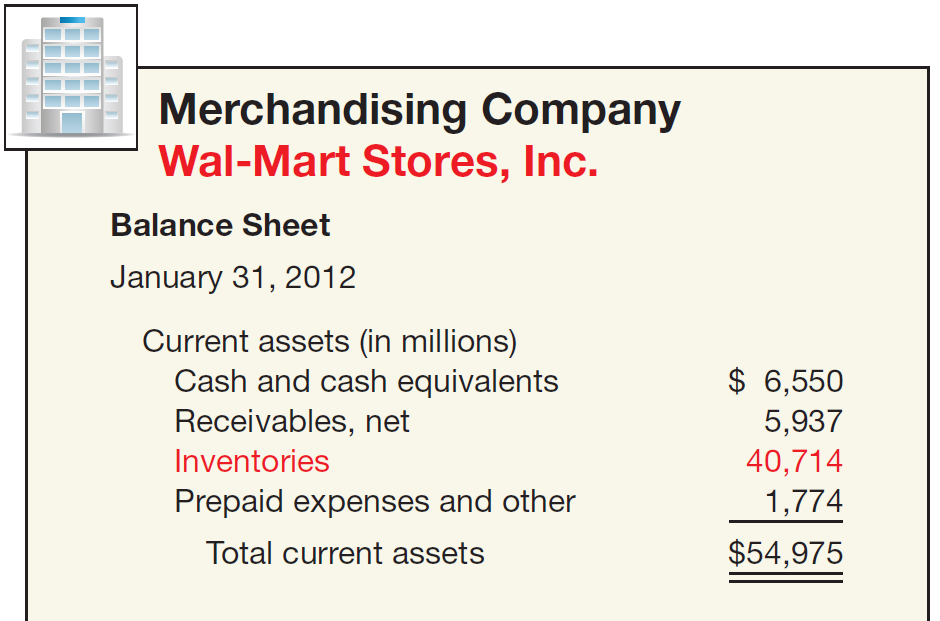 Merchandising Company
Wal-Mart Stores, Inc.
Balance Sheet
January 31, 2012
Current assets (in millions)
Cash and cash equivalents $ 6,550
Receivables, net 5,937
Inventories 40,714
Prepaid expenses and other 1,774
Total current assets $54,975